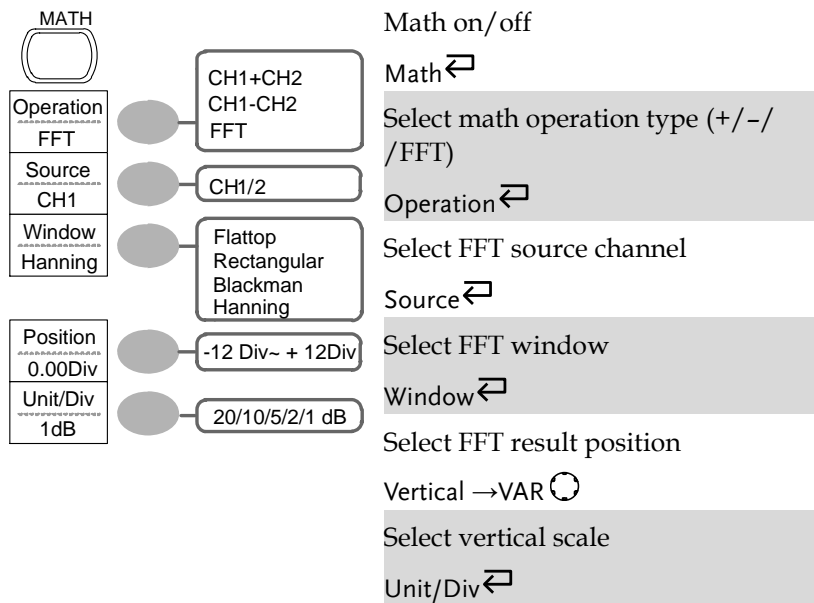 MATH
Operation
FFT
Source
CH1
Window
Hanning
Position
0.00Div
Unit/Div
1dB
CH1+CH2
CH1-CH2
FFT
CH1/2
Flattop
Rectangular
Blackman
Hanning
-12 Div~ + 12Div
20/10/5/2/1 dB
Math on/off
Math
Select math operation type (+/–/
/FFT)
Operation
Select FFT source channel
Source
Select FFT window
Window
Select FFT result position
Vertical →VAR
Select vertical scale
Unit/Div